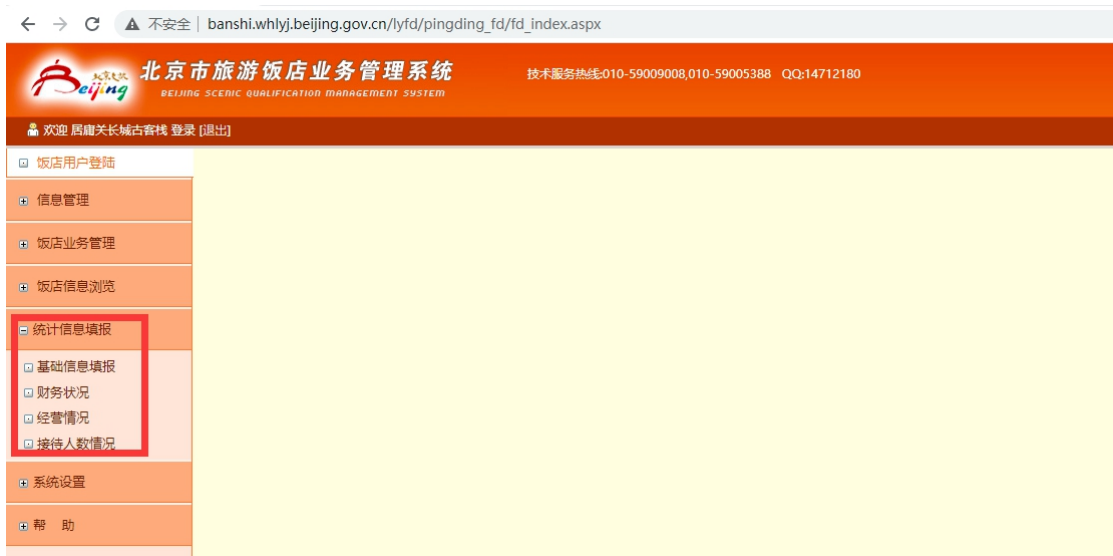 不安全 | banshi.whlyj.beijing.gov.cn/lyfd/pingding_fd/fd_index.aspx
北京市旅游饭店业务管理系统
技术服务热线:010-59009008,010-59005388 QQ:14712180
Beijing
BEIJING SCENIC QUALIFICATION MANAGEMENT SYSTEM
欢迎 居庸关长城古客栈 登录 [退出]
饭店用户登陆
信息管理
饭店业务管理
饭店信息浏览
统计信息填报
基础信息填报
财务状况
经营情况
接待人数情况
系统设置
帮 助